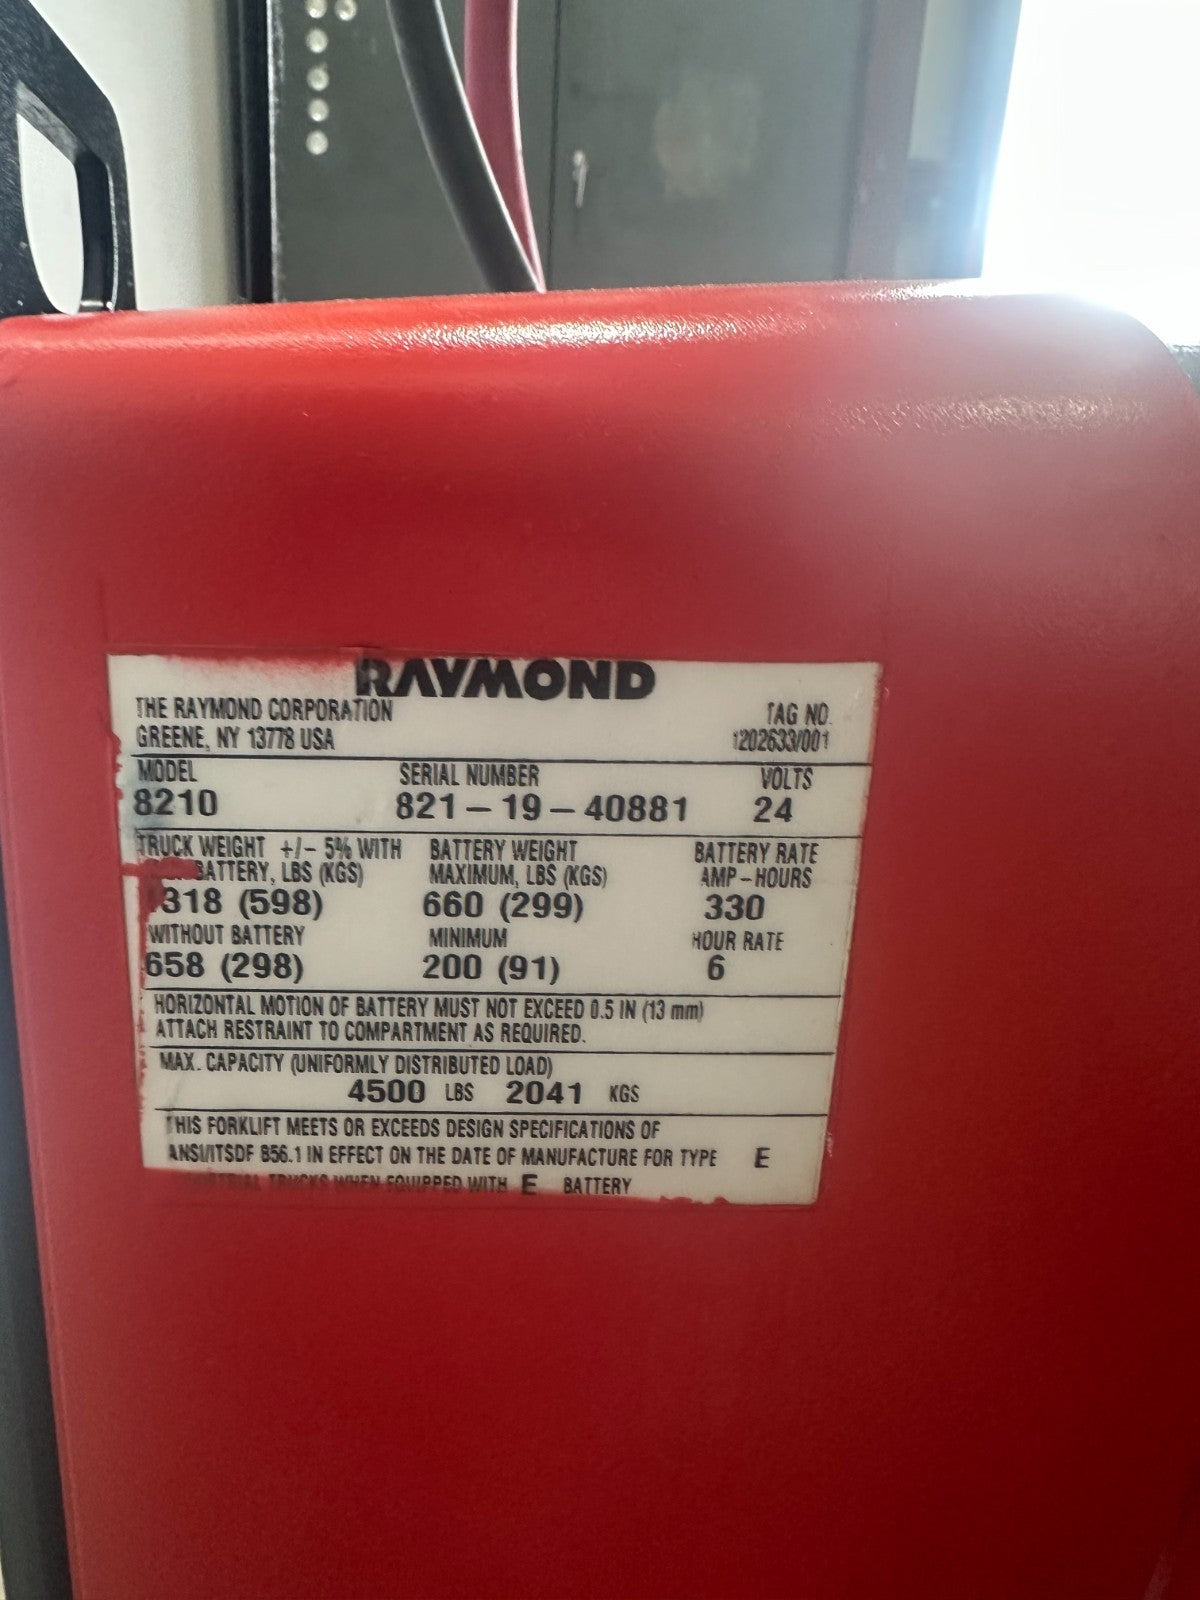 RAYMOND
THE RAYMOND CORPORATION
GREENE, NY 13778 USA
TAG NO.
1202633/001
MODEL SERIAL NUMBER VOLTS
8210 821-19-40881 24
TRUCK WEIGHT +/- 5% WITH BATTERY WEIGHT BATTERY RATE
BATTERY, LBS (KGS) MAXIMUM, LBS (KGS) AMP-HOURS
318 (598) 660 (299) 330
WITHOUT BATTERY MINIMUM HOUR RATE
658 (298) 200 (91) 6
HORIZONTAL MOTION OF BATTERY MUST NOT EXCEED 0.5 IN (13 mm)
ATTACH RESTRAINT TO COMPARTMENT AS REQUIRED.
MAX. CAPACITY (UNIFORMLY DISTRIBUTED LOAD)
4500 LBS 2041 KGS
THIS FORKLIFT MEETS OR EXCEEDS DESIGN SPECIFICATIONS OF
ANSI/ITSDF B56.1 IN EFFECT ON THE DATE OF MANUFACTURE FOR TYPE E
TRUCKS WHEN EQUIPPED WITH E BATTERY